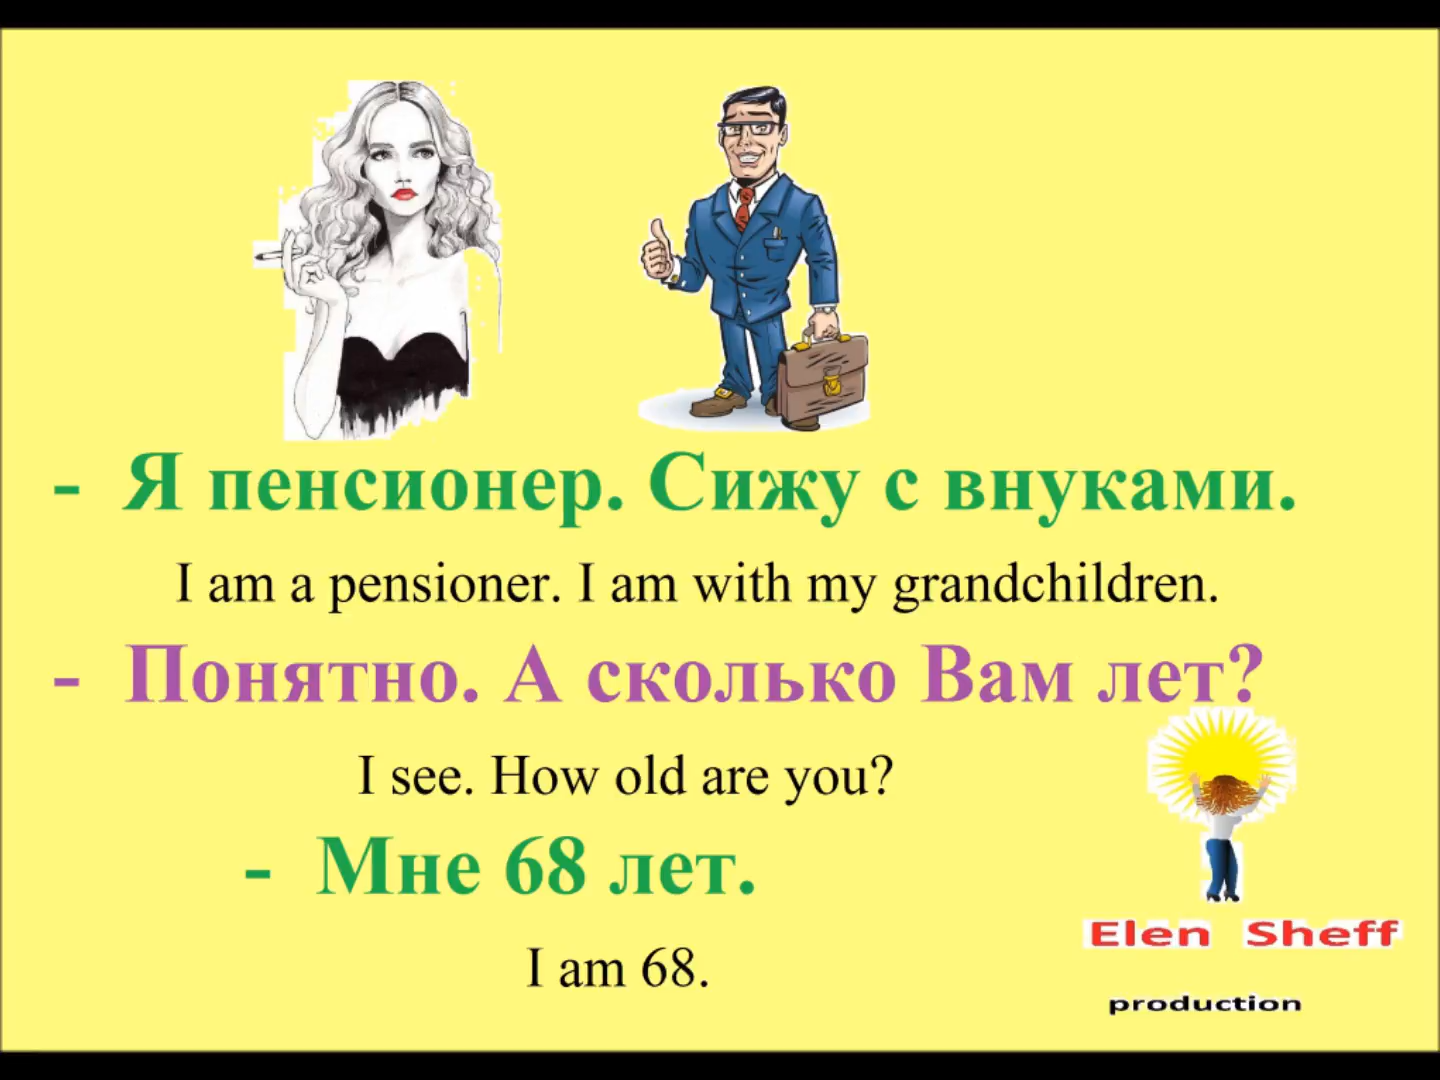 - Я пенсионер. Сижу с внуками.
I am a pensioner. I am with my grandchildren.
- Понятно. А сколько Вам лет?
I see. How old are you?
- Мне 68 лет.
I am 68.
Elen Sheff
production